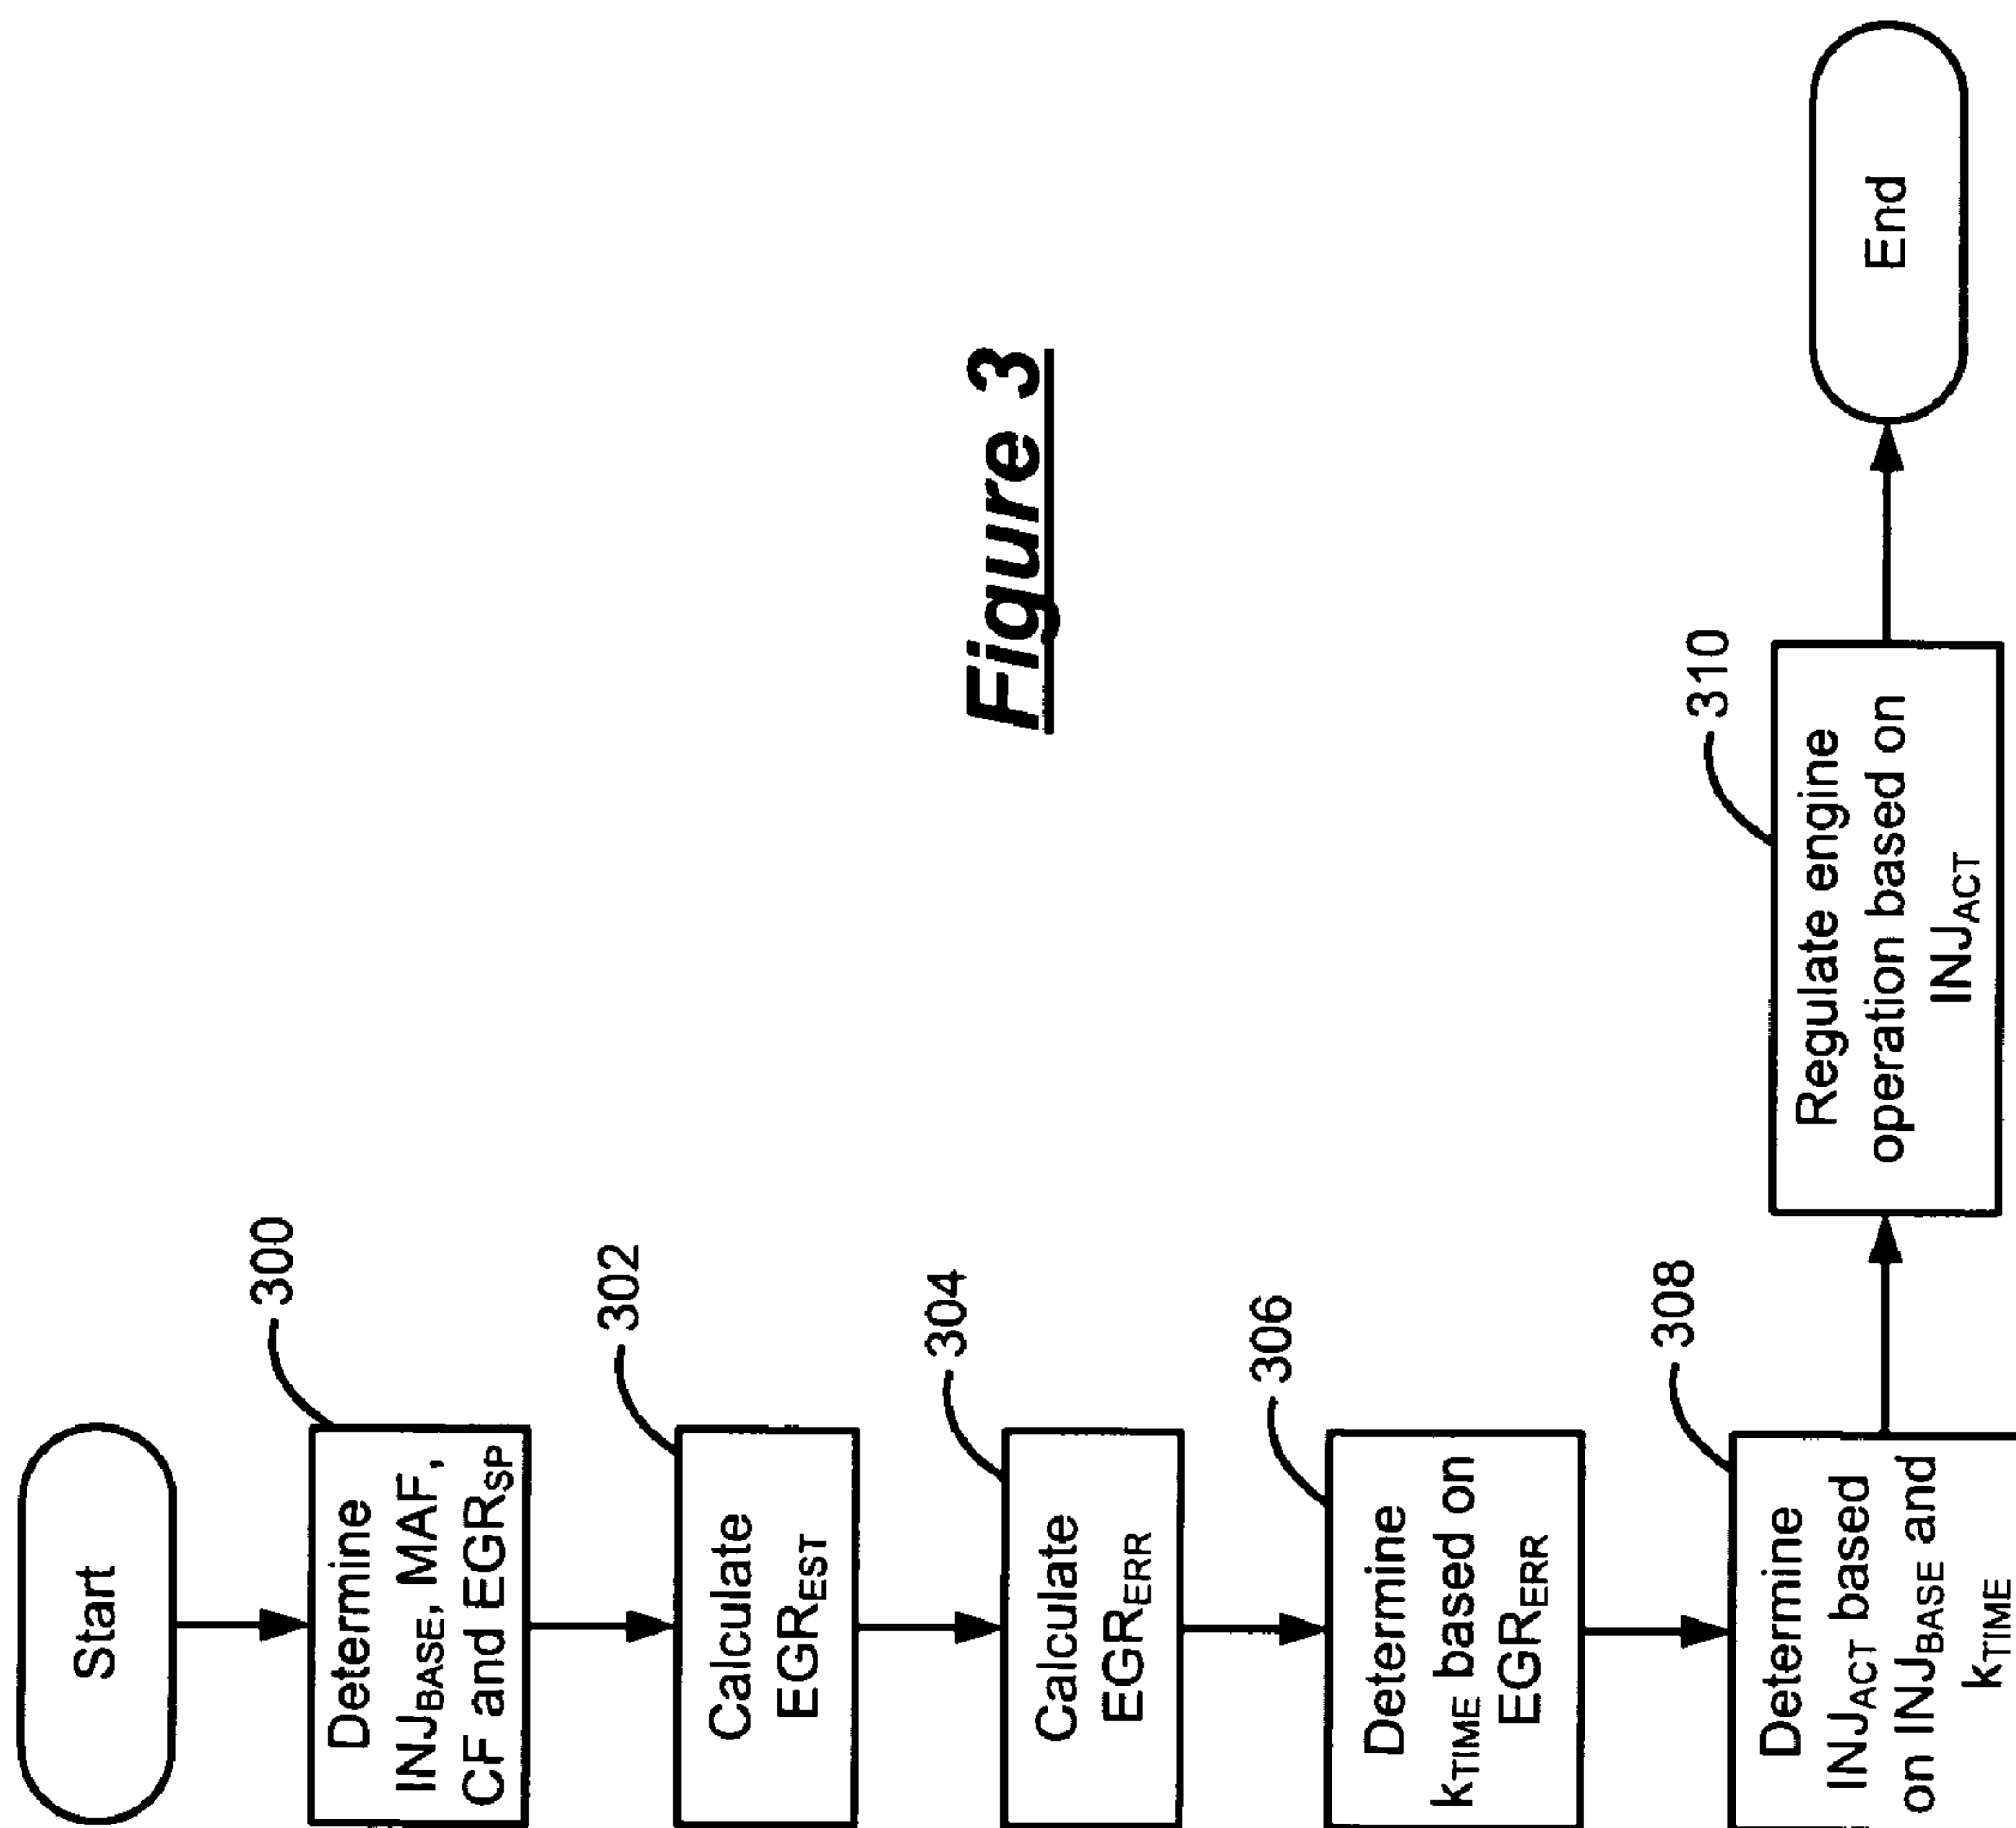 Start
300
Determine
INJBASE, MAF,
CF and EGRSP
302
Calculate
EGREST
304
Calculate
EGRERR
306
Determine
kTIME based on
EGRERR
308
Determine
INJACT based
on INJBASE and
kTIME
310
Regulate engine
operation based on
INJACT
End
Figure 3